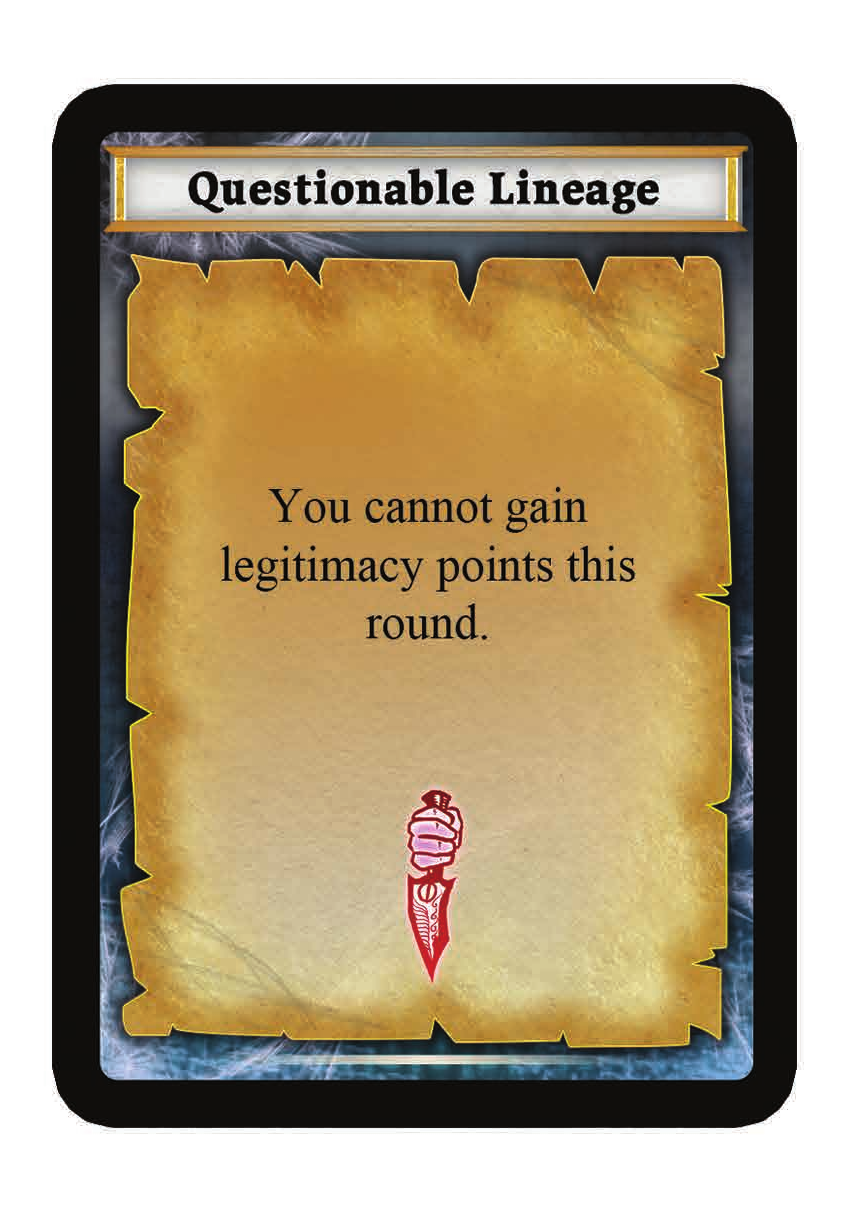 Questionable Lineage
You cannot gain
legitimacy points this
round.